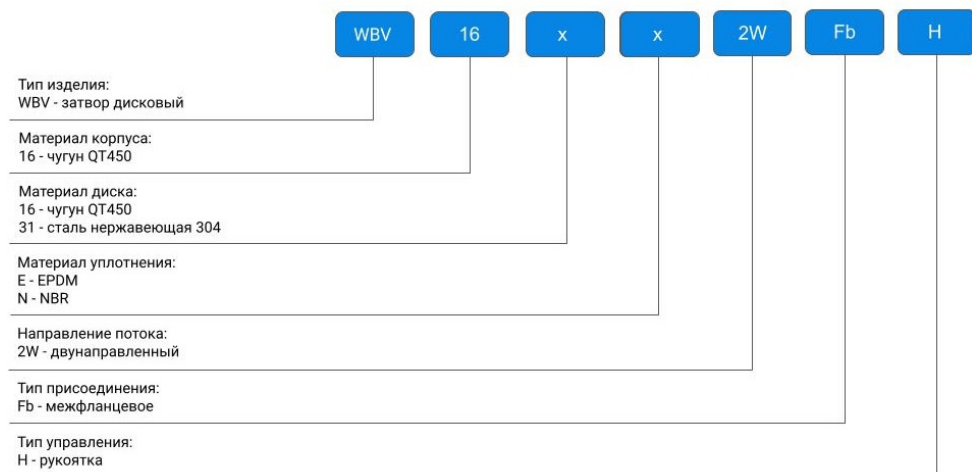 WBV 16 x x 2W Fb H
Тип изделия:
WBV - затвор дисковый
Материал корпуса:
16 - чугун QT450
Материал диска:
16 - чугун QT450
31 - сталь нержавеющая 304
Материал уплотнения:
E - EPDM
N - NBR
Направление потока:
2W - двунаправленный
Тип присоединения:
Fb - межфланцевое
Тип управления:
H - рукоятка